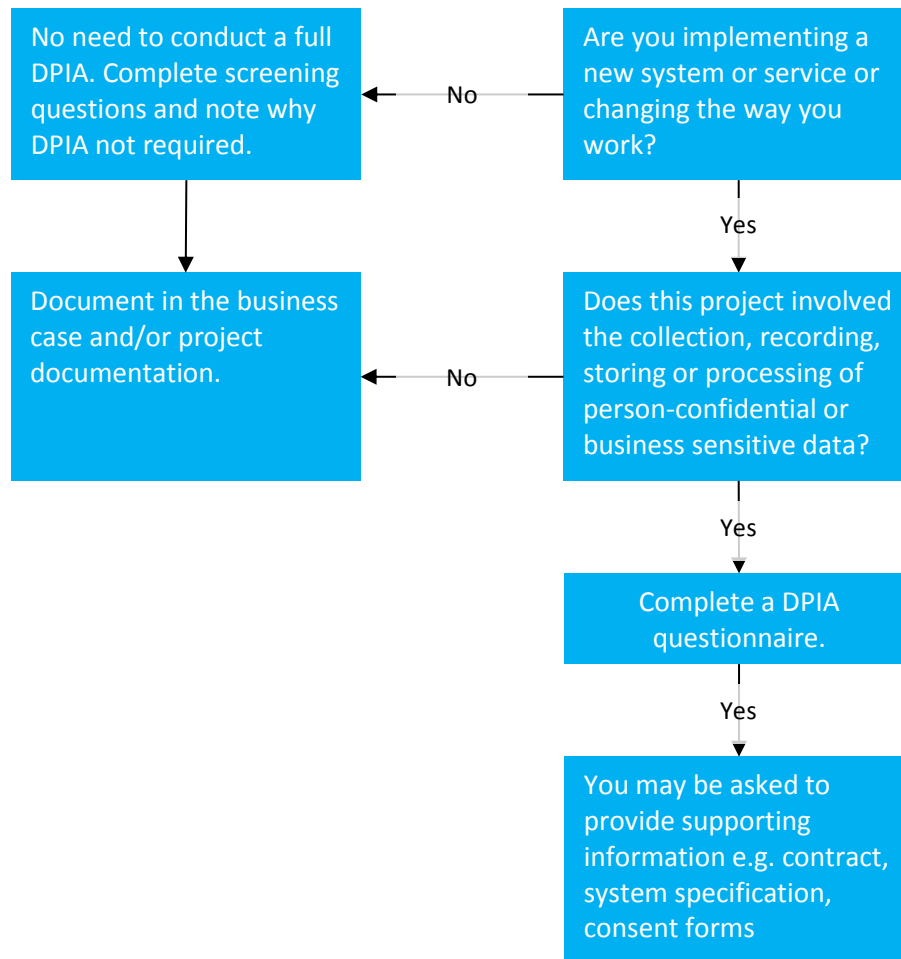 No need to conduct a full
DPIA. Complete screening
questions and note why
DPIA not required.
No
Are you implementing a
new system or service or
changing the way you
work?
Yes
Document in the business
case and/or project
documentation.
No
Does this project involved
the collection, recording,
storing or processing of
person-confidential or
business sensitive data?
Yes
Complete a DPIA
questionnaire.
Yes
You may be asked to
provide supporting
information e.g. contract,
system specification,
consent forms